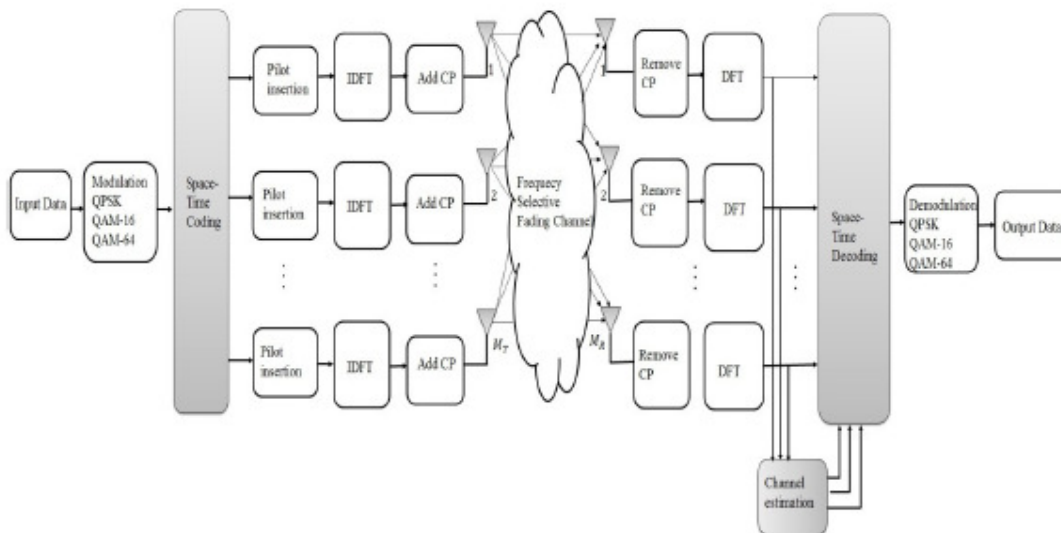 Input Data
Modulation
QPSK
QAM-16
QAM-64
Space-
Time
Coding
Pilot
insertion
IDFT
Add CP
1
Pilot
insertion
IDFT
Add CP
2
Pilot
insertion
IDFT
Add CP
M_T
Frequecy
Selective
Fading Channel
1
Remove
CP
DFT
2
Remove
CP
DFT
M_R
Remove
CP
DFT
Space-
Time
Decoding
Channel
estimation
Demodulation
QPSK
QAM-16
QAM-64
Output Data